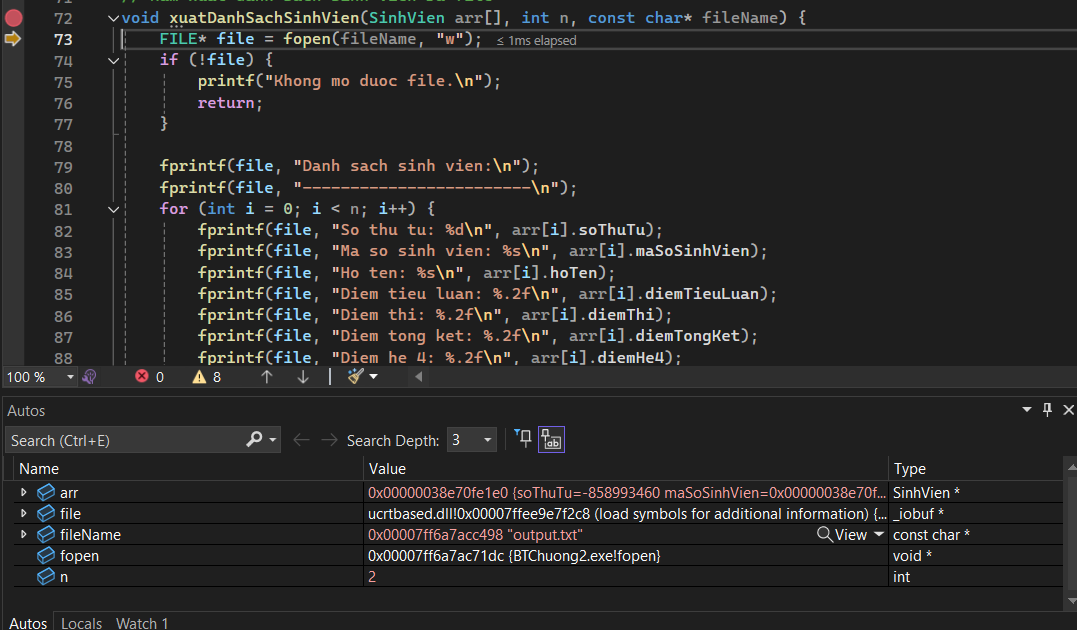 72 void xuatDanhSachSinhVien(SinhVien arr[], int n, const char* fileName) {
73 FILE* file = fopen(fileName, "w"); ≤ 1ms elapsed
74 if (!file) {
75 printf("Khong mo duoc file.\n");
76 return;
77 }
78
79 fprintf(file, "Danh sach sinh vien:\n");
80 fprintf(file, "------------------------\n");
81 for (int i = 0; i < n; i++) {
82 fprintf(file, "So thu tu: %d\n", arr[i].soThuTu);
83 fprintf(file, "Ma so sinh vien: %s\n", arr[i].maSoSinhVien);
84 fprintf(file, "Ho ten: %s\n", arr[i].hoTen);
85 fprintf(file, "Diem tieu luan: %.2f\n", arr[i].diemTieuLuan);
86 fprintf(file, "Diem thi: %.2f\n", arr[i].diemThi);
87 fprintf(file, "Diem tong ket: %.2f\n", arr[i].diemTongKet);
88 fprintf(file, "Diem he 4: %.2f\n", arr[i].diemHe4);
100 % 0 8
Autos
Search (Ctrl+E) Search Depth: 3
Name Value Type
arr 0x00000038e70fe1e0 {soThuTu=-858993460 maSoSinhVien=0x00000038e70f... SinhVien *
file ucrtbased.dll!0x00007ffee9e7f2c8 (load symbols for additional information) {... _iobuf *
fileName 0x00007ff6a7acc498 "output.txt" View const char *
fopen 0x00007ff6a7ac71dc {BTChuong2.exe!fopen} void *
n 2 int
Autos Locals Watch 1